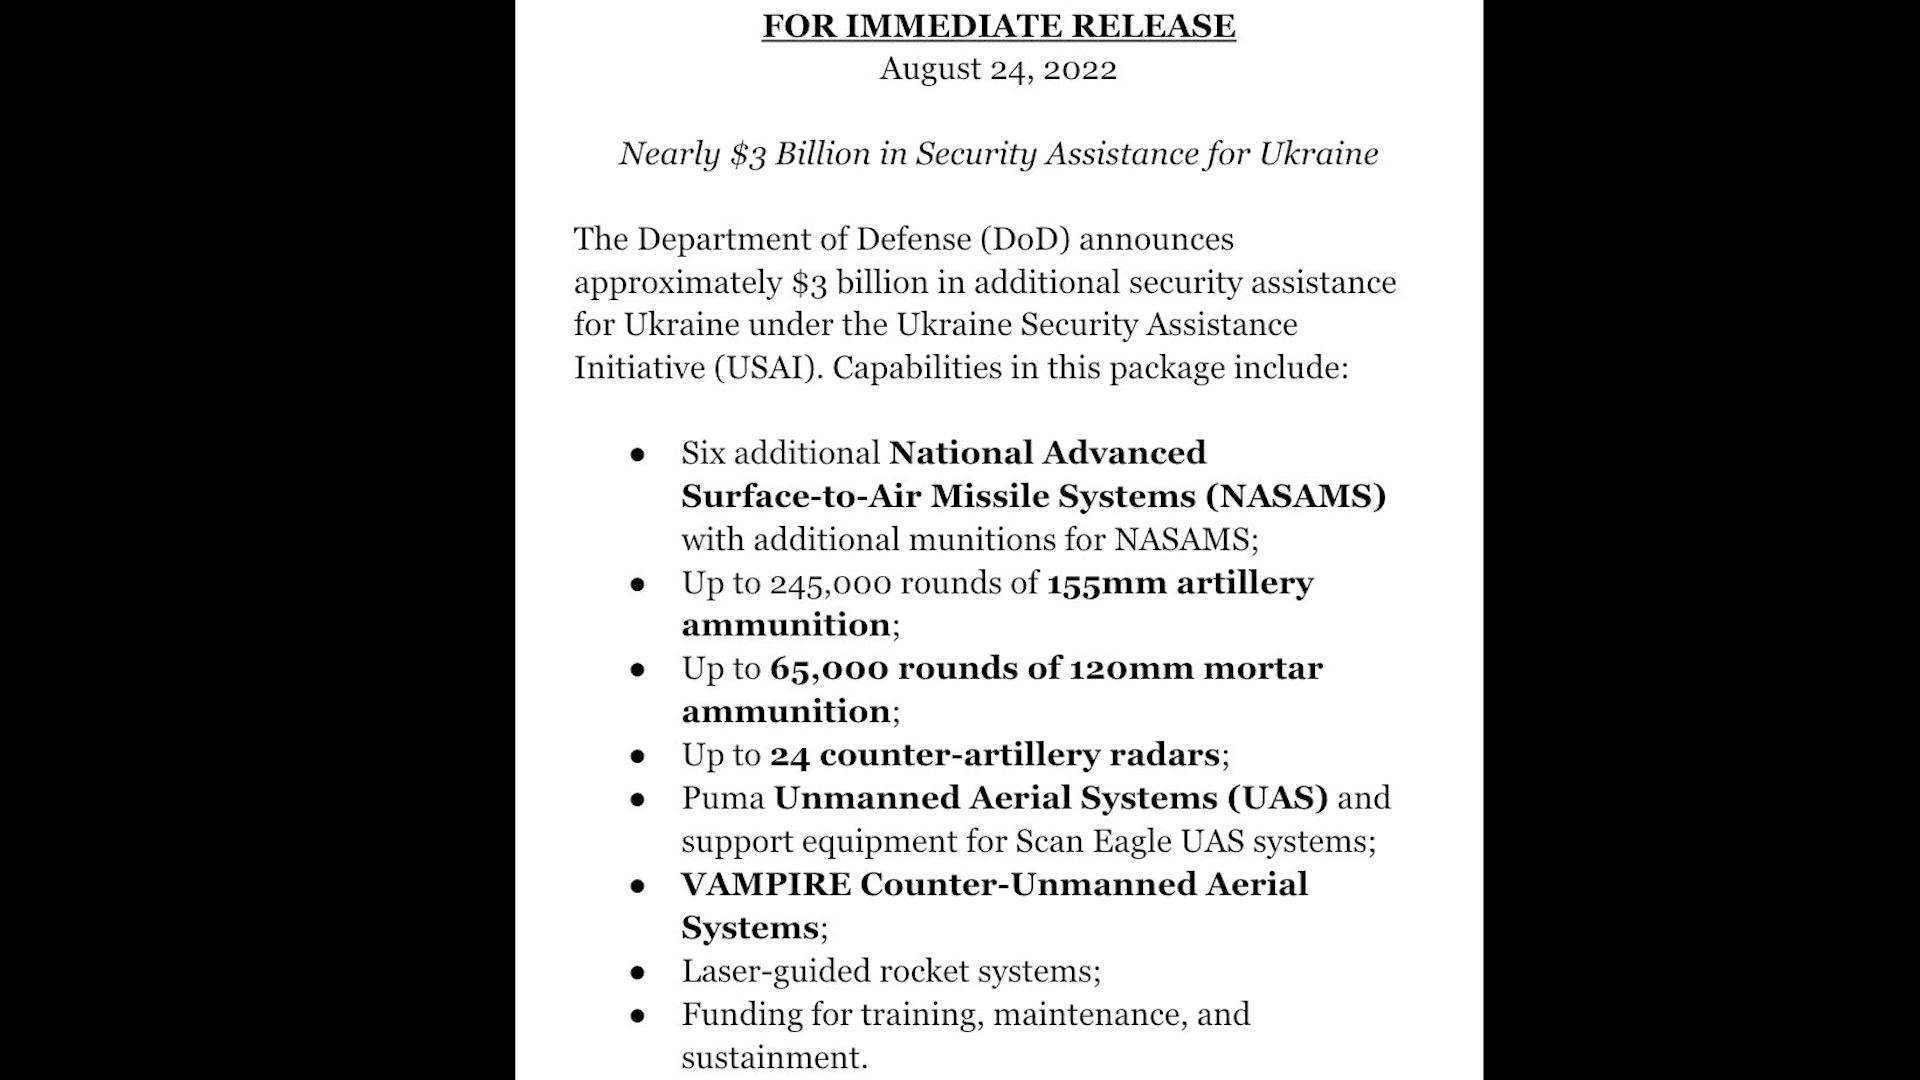 FOR IMMEDIATE RELEASE
August 24, 2022
Nearly $3 Billion in Security Assistance for Ukraine
The Department of Defense (DoD) announces
approximately $3 billion in additional security assistance
for Ukraine under the Ukraine Security Assistance
Initiative (USAI). Capabilities in this package include:
● Six additional National Advanced
Surface-to-Air Missile Systems (NASAMS)
with additional munitions for NASAMS;
● Up to 245,000 rounds of 155mm artillery
ammunition;
● Up to 65,000 rounds of 120mm mortar
ammunition;
● Up to 24 counter-artillery radars;
● Puma Unmanned Aerial Systems (UAS) and
support equipment for Scan Eagle UAS systems;
● VAMPIRE Counter-Unmanned Aerial
Systems;
● Laser-guided rocket systems;
● Funding for training, maintenance, and
sustainment.